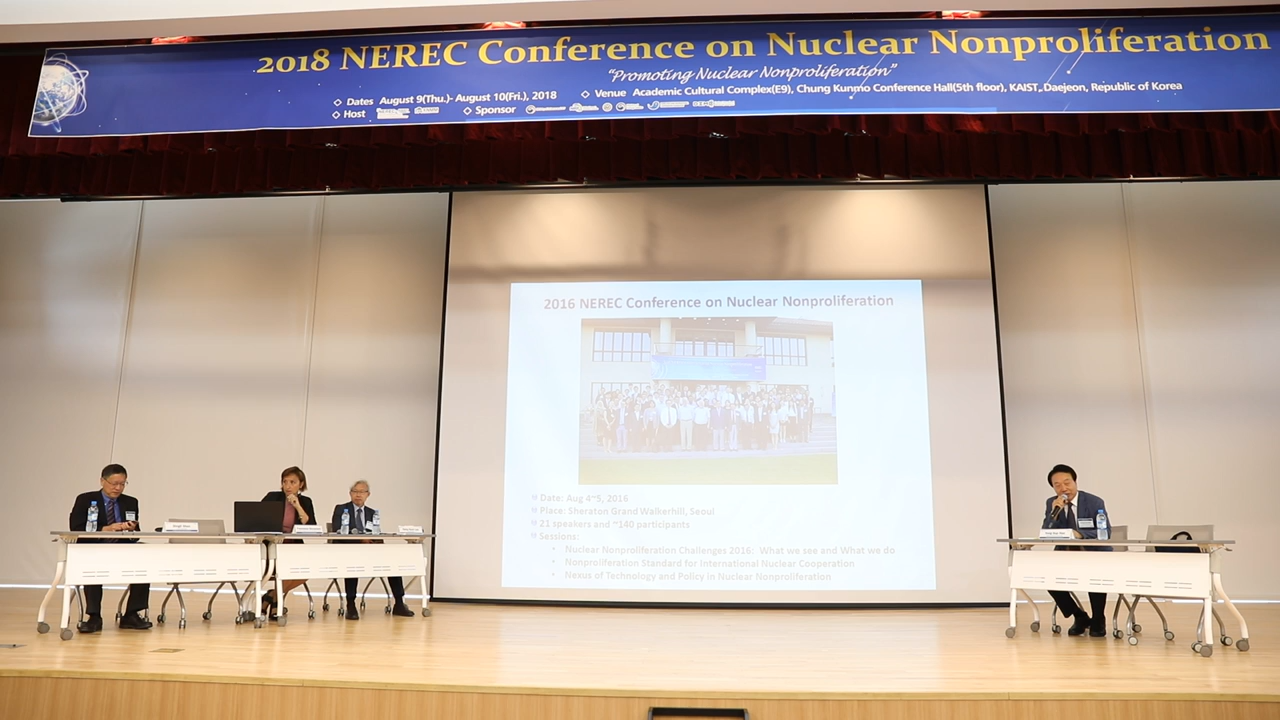 2018 NEREC Conference on Nuclear Nonproliferation
"Promoting Nuclear Nonproliferation"
◇ Dates August 9(Thu.)- August 10(Fri.), 2018 ◇ Venue Academic Cultural Complex(E9), Chung Kunmo Conference Hall(5th floor), KAIST, Daejeon, Republic of Korea
◇ Host ◇ Sponsor
2016 NEREC Conference on Nuclear Nonproliferation
Date: Aug 4~5, 2016
Place: Sheraton Grand Walkerhill, Seoul
21 speakers and ~140 participants
Sessions:
• Nuclear Nonproliferation Challenges 2016: What we see and What we do
• Nonproliferation Standard for International Nuclear Cooperation
• Nexus of Technology and Policy in Nuclear Nonproliferation